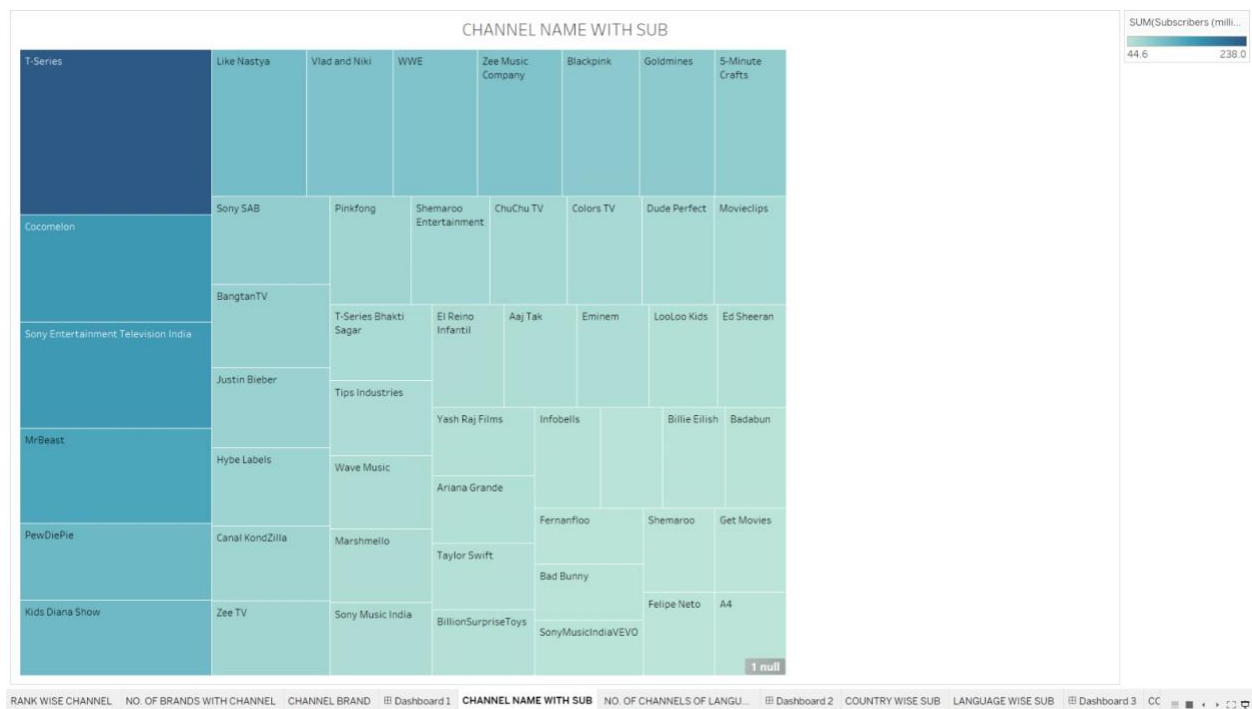 CHANNEL NAME WITH SUB
SUM(Subscribers (milli...
44.6
238.0
T-Series
Cocomelon
Sony Entertainment Television India
MrBeast
PewDiePie
Kids Diana Show
Like Nastya
Vlad and Niki
WWE
Zee Music
Company
Blackpink
Goldmines
5-Minute
Crafts
Sony SAB
BangtanTV
Justin Bieber
Hybe Labels
Canal KondZilla
Zee TV
Pinkfong
Shemaroo
Entertainment
ChuChu TV
Colors TV
Dude Perfect
Movieclips
T-Series Bhakti
Sagar
Tips Industries
Wave Music
Marshmello
Sony Music India
El Reino
Infantil
Aaj Tak
Eminem
LooLoo Kids
Ed Sheeran
Yash Raj Films
Ariana Grande
Taylor Swift
BillionSurpriseToys
Infobells
Billie Eilish
Badabun
Fernanfloo
Bad Bunny
SonyMusicIndiaVEVO
Shemaroo
Get Movies
Felipe Neto
A4
1 null
RANK WISE CHANNEL
NO. OF BRANDS WITH CHANNEL
CHANNEL BRAND
Dashboard 1
CHANNEL NAME WITH SUB
NO. OF CHANNELS OF LANGU...
Dashboard 2
COUNTRY WISE SUB
LANGUAGE WISE SUB
Dashboard 3
CC